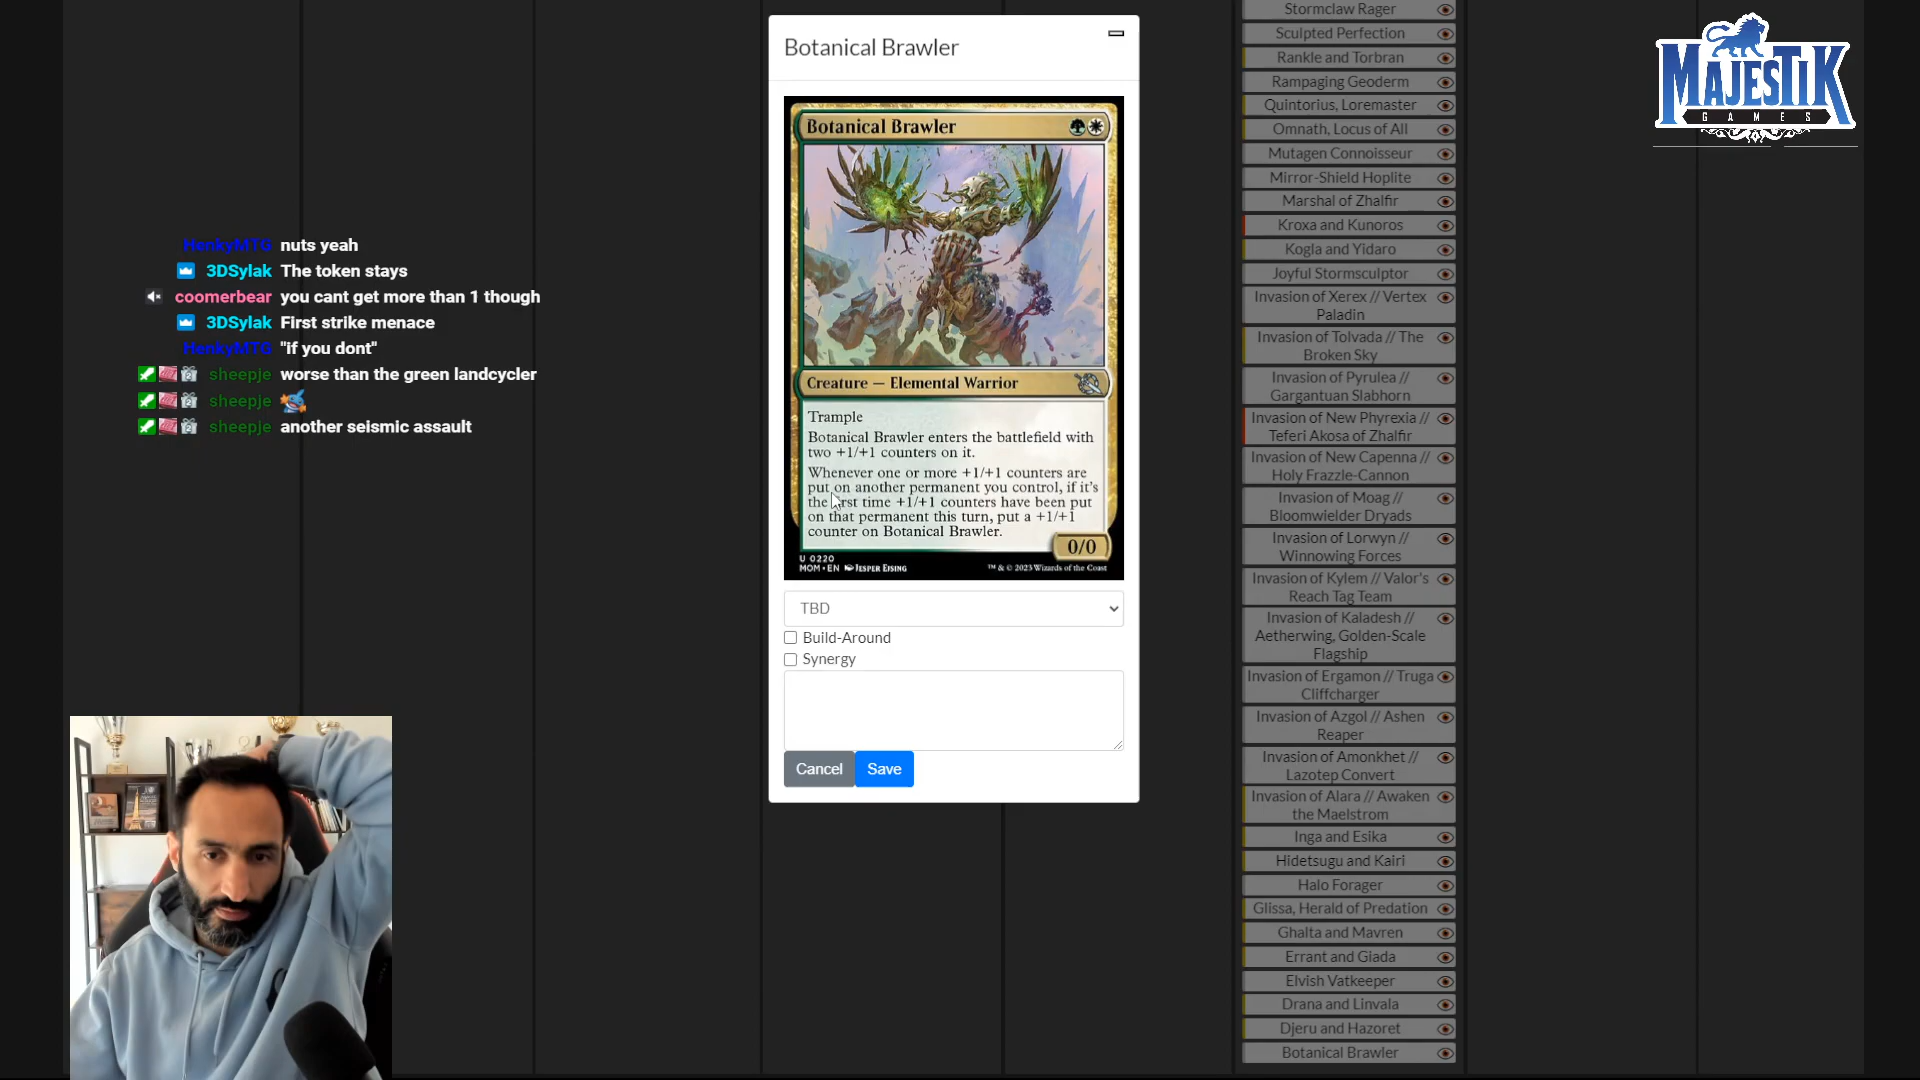 HenkyMTG nuts yeah
3DSylak The token stays
coomerbear you cant get more than 1 though
3DSylak First strike menace
HenkyMTG "if you dont"
sheepje worse than the green landcycler
sheepje
sheepje another seismic assault
Botanical Brawler
Botanical Brawler
Creature — Elemental Warrior
Trample
Botanical Brawler enters the battlefield with
two +1/+1 counters on it.
Whenever one or more +1/+1 counters are
put on another permanent you control, if it's
the first time +1/+1 counters have been put
on that permanent this turn, put a +1/+1
counter on Botanical Brawler.
0/0
U 0220
MOM • EN JESPER EJSING
™ & © 2023 Wizards of the Coast
TBD
Build-Around
Synergy
Cancel
Save
Stormclaw Rager
Sculpted Perfection
Rankle and Torbran
Rampaging Geoderm
Quintorius, Loremaster
Omnath, Locus of All
Mutagen Connoisseur
Mirror-Shield Hoplite
Marshal of Zhalfir
Kroxa and Kunoros
Kogla and Yidaro
Joyful Stormsculptor
Invasion of Xerex // Vertex
Paladin
Invasion of Tolvada // The
Broken Sky
Invasion of Pyrulea //
Gargantuan Slabhorn
Invasion of New Phyrexia //
Teferi Akosa of Zhalfir
Invasion of New Capenna //
Holy Frazzle-Cannon
Invasion of Moag //
Bloomwielder Dryads
Invasion of Lorwyn //
Winnowing Forces
Invasion of Kylem // Valor's
Reach Tag Team
Invasion of Kaladesh //
Aetherwing, Golden-Scale
Flagship
Invasion of Ergamon // Truga
Cliffcharger
Invasion of Azgol // Ashen
Reaper
Invasion of Amonkhet //
Lazotep Convert
Invasion of Alara // Awaken
the Maelstrom
Inga and Esika
Hidetsugu and Kairi
Halo Forager
Glissa, Herald of Predation
Ghalta and Mavren
Errant and Giada
Elvish Vatkeeper
Drana and Linvala
Djeru and Hazoret
Botanical Brawler
MAJESTIK
GAMES